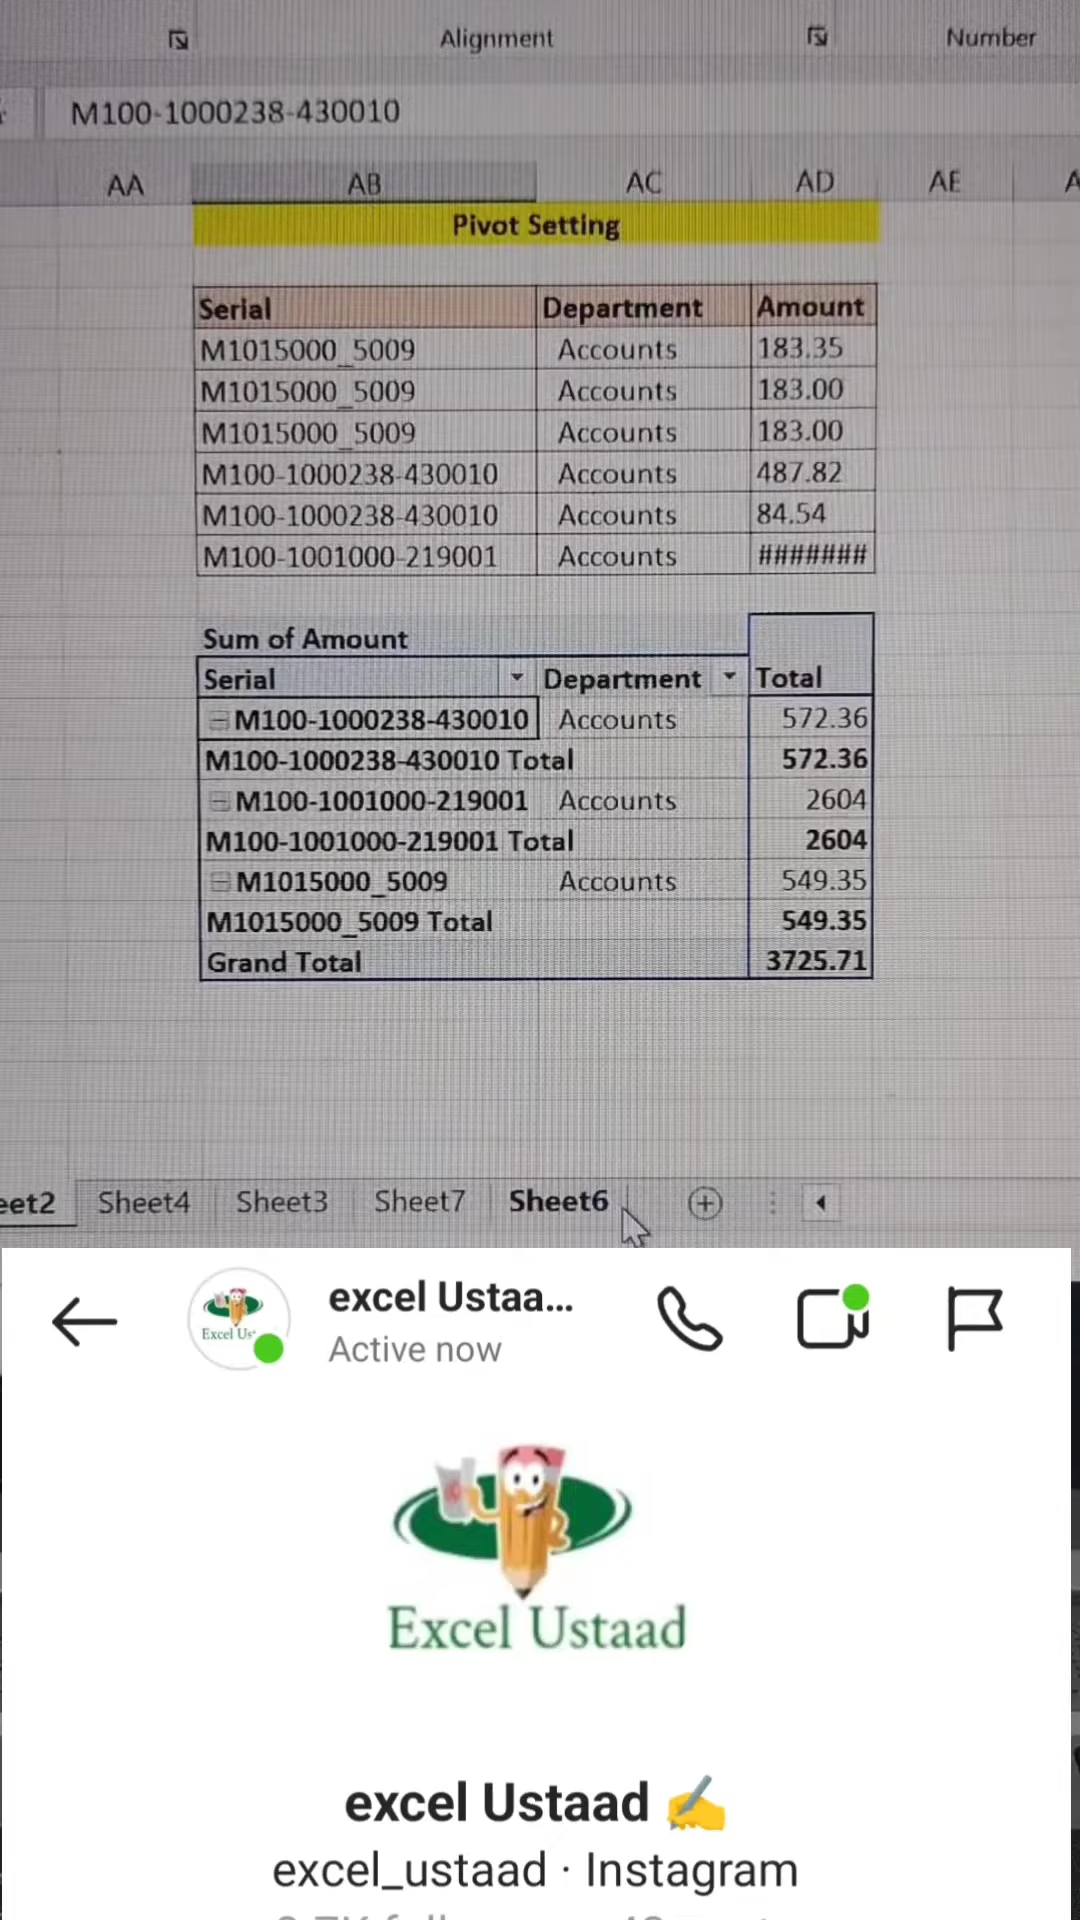 Alignment Number
M100-1000238-430010
AA AB AC AD AE
Pivot Setting
Serial Department Amount
M1015000_5009 Accounts 183.35
M1015000_5009 Accounts 183.00
M1015000_5009 Accounts 183.00
M100-1000238-430010 Accounts 487.82
M100-1000238-430010 Accounts 84.54
M100-1001000-219001 Accounts #######
Sum of Amount
Serial Department Total
M100-1000238-430010 Accounts 572.36
M100-1000238-430010 Total 572.36
M100-1001000-219001 Accounts 2604
M100-1001000-219001 Total 2604
M1015000_5009 Accounts 549.35
M1015000_5009 Total 549.35
Grand Total 3725.71
eet2 Sheet4 Sheet3 Sheet7 Sheet6
excel Ustaa...
Active now
Excel Us
Excel Ustaad
excel Ustaad ✍️
excel_ustaad · Instagram